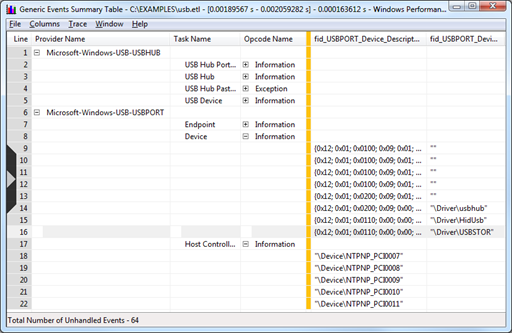 Generic Events Summary Table - C:\EXAMPLES\usb.etl - [0.00189567 s - 0.002059282 s] - 0.000163612 s - Windows Performan...
File Columns Trace Window Help
Line Provider Name Task Name Opcode Name fid_USBPORT_Device_Descript... fid_USBPORT_Devi...
1 Microsoft-Windows-USB-USBHUB
2 USB Hub Port... Information
3 USB Hub Information
4 USB Hub Past... Exception
5 USB Device Information
6 Microsoft-Windows-USB-USBPORT
7 Endpoint Information
8 Device Information
9 {0x12; 0x01; 0x0100; 0x09; 0x01; ... ""
10 {0x12; 0x01; 0x0100; 0x09; 0x01; ... ""
11 {0x12; 0x01; 0x0100; 0x09; 0x01; ... ""
12 {0x12; 0x01; 0x0100; 0x09; 0x01; ... ""
13 {0x12; 0x01; 0x0200; 0x09; 0x01; ... ""
14 {0x12; 0x01; 0x0200; 0x09; 0x00; ... "\Driver\usbhub"
15 {0x12; 0x01; 0x0110; 0x00; 0x00; ... "\Driver\HidUsb"
16 {0x12; 0x01; 0x0110; 0x00; 0x00; ... "\Driver\USBSTOR"
17 Host Controll... Information
18 "\Device\NTPNP_PCI0007"
19 "\Device\NTPNP_PCI0008"
20 "\Device\NTPNP_PCI0009"
21 "\Device\NTPNP_PCI0010"
22 "\Device\NTPNP_PCI0011"
Total Number of Unhandled Events - 64